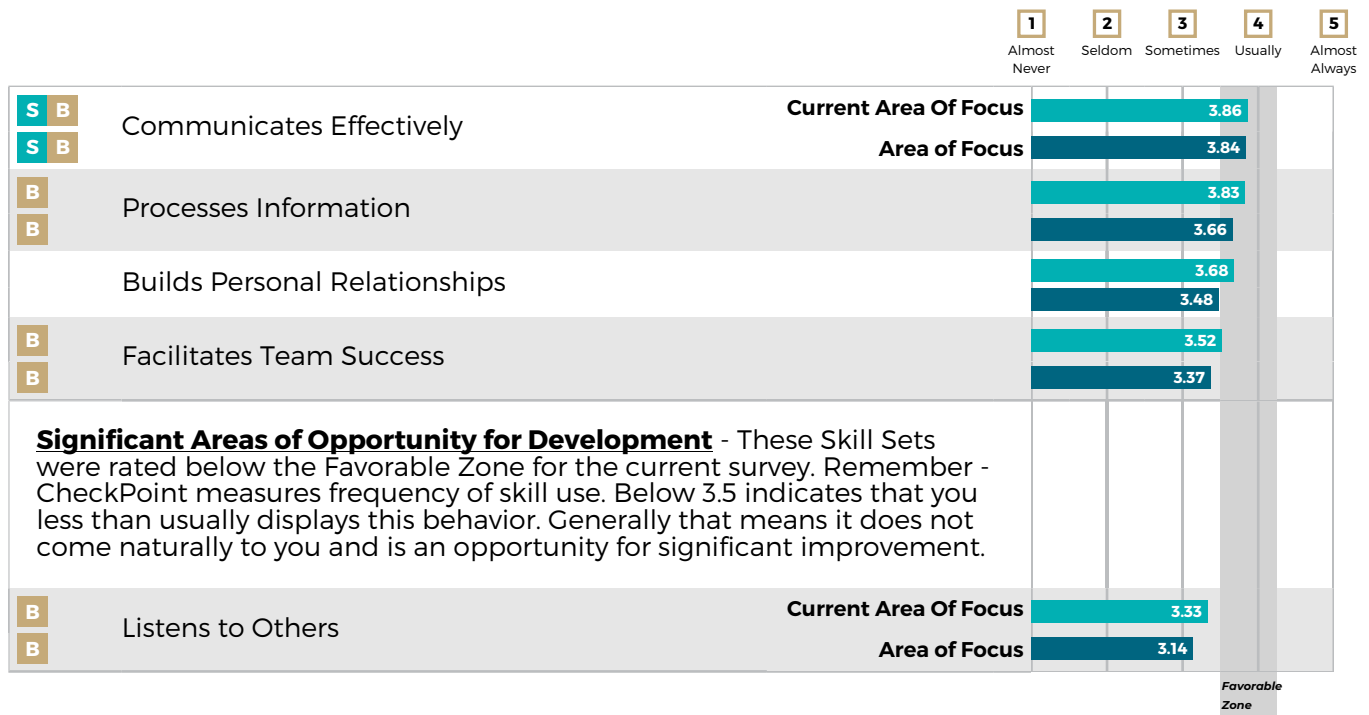 1 2 3 4 5
Almost Never Seldom Sometimes Usually Almost Always
S B
S B
Communicates Effectively
Current Area Of Focus 3.86
Area of Focus 3.84
B
B
Processes Information
3.83
3.66
Builds Personal Relationships
3.68
3.48
B
B
Facilitates Team Success
3.52
3.37
Significant Areas of Opportunity for Development - These Skill Sets
were rated below the Favorable Zone for the current survey. Remember -
CheckPoint measures frequency of skill use. Below 3.5 indicates that you
less than usually displays this behavior. Generally that means it does not
come naturally to you and is an opportunity for significant improvement.
B
B
Listens to Others
Current Area Of Focus 3.33
Area of Focus 3.14
Favorable
Zone